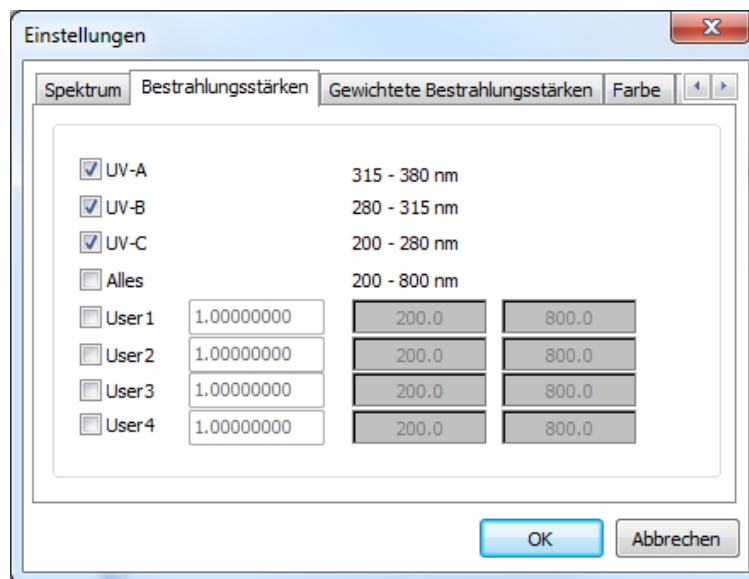 Einstellungen
Spektrum Bestrahlungsstärken Gewichtete Bestrahlungsstärken Farbe
UV-A 315 - 380 nm
UV-B 280 - 315 nm
UV-C 200 - 280 nm
Alles 200 - 800 nm
User1 1.00000000 200.0 800.0
User2 1.00000000 200.0 800.0
User3 1.00000000 200.0 800.0
User4 1.00000000 200.0 800.0
OK Abbrechen